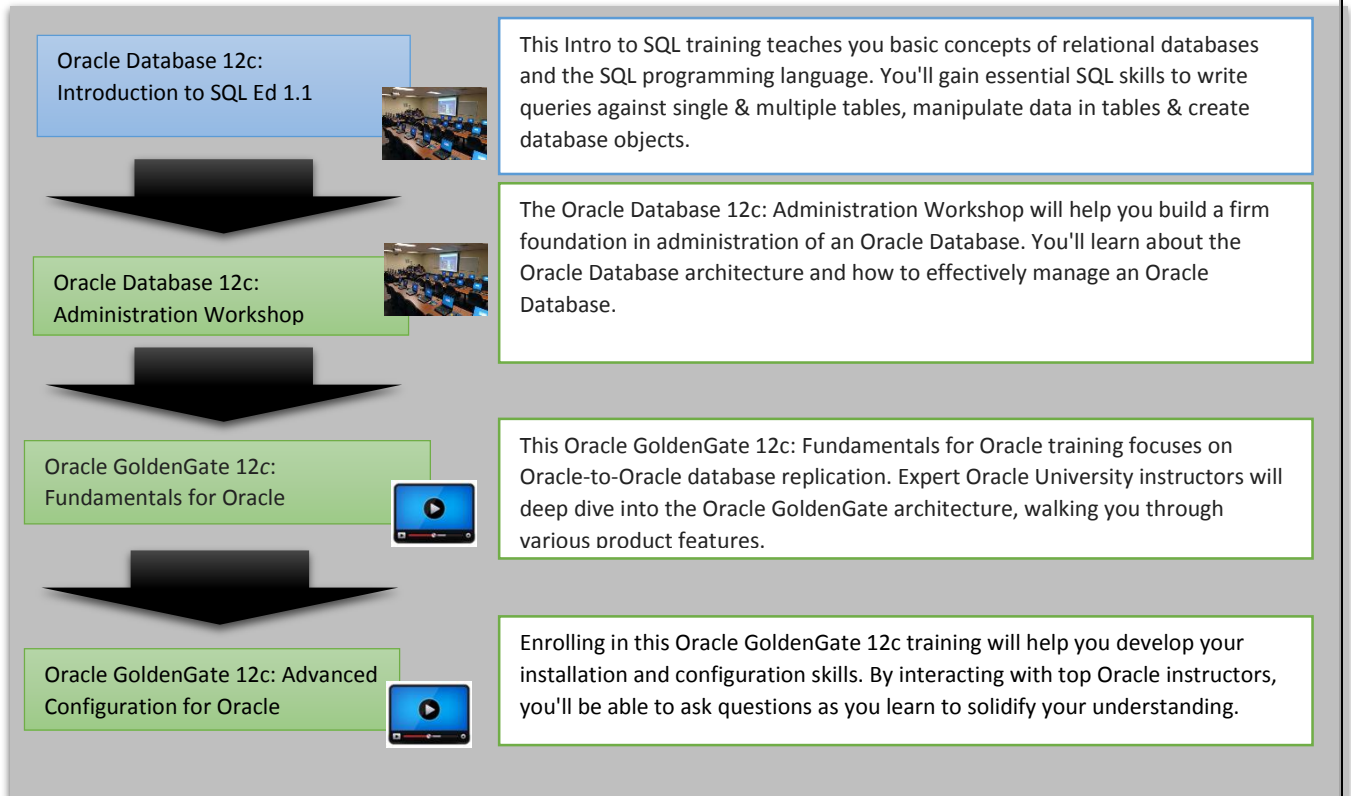 Oracle Database 12c:
Introduction to SQL Ed 1.1
This Intro to SQL training teaches you basic concepts of relational databases
and the SQL programming language. You'll gain essential SQL skills to write
queries against single & multiple tables, manipulate data in tables & create
database objects.
Oracle Database 12c:
Administration Workshop
The Oracle Database 12c: Administration Workshop will help you build a firm
foundation in administration of an Oracle Database. You'll learn about the
Oracle Database architecture and how to effectively manage an Oracle
Database.
Oracle GoldenGate 12c:
Fundamentals for Oracle
This Oracle GoldenGate 12c: Fundamentals for Oracle training focuses on
Oracle-to-Oracle database replication. Expert Oracle University instructors will
deep dive into the Oracle GoldenGate architecture, walking you through
various product features.
Oracle GoldenGate 12c: Advanced
Configuration for Oracle
Enrolling in this Oracle GoldenGate 12c training will help you develop your
installation and configuration skills. By interacting with top Oracle instructors,
you'll be able to ask questions as you learn to solidify your understanding.